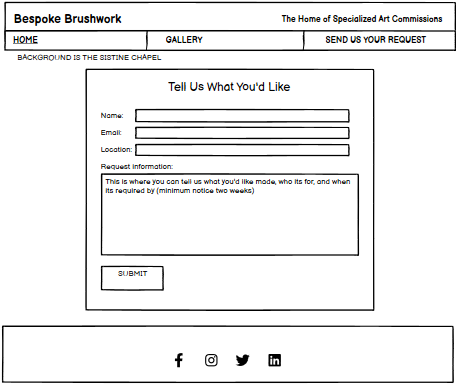 Bespoke Brushwork
The Home of Specialized Art Commissions
HOME
GALLERY
SEND US YOUR REQUEST
BACKGROUND IS THE SISTINE CHAPEL
Tell Us What You'd Like
Name:
Email:
Location:
Request Information:
This is where you can tell us what you'd like made, who its for, and when
its required by (minimum notice two weeks)
SUBMIT